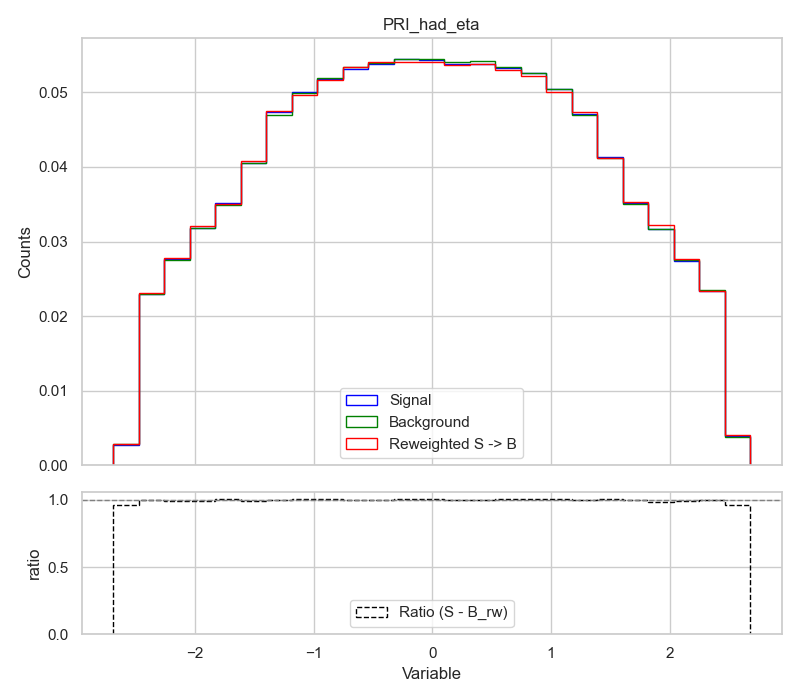 PRI_had_eta
0.05
0.04
0.03
0.02
0.01
0.00
Counts
Signal
Background
Reweighted S -> B
1.0
0.5
0.0
ratio
Ratio (S - B_rw)
−2 −1 0 1 2
Variable